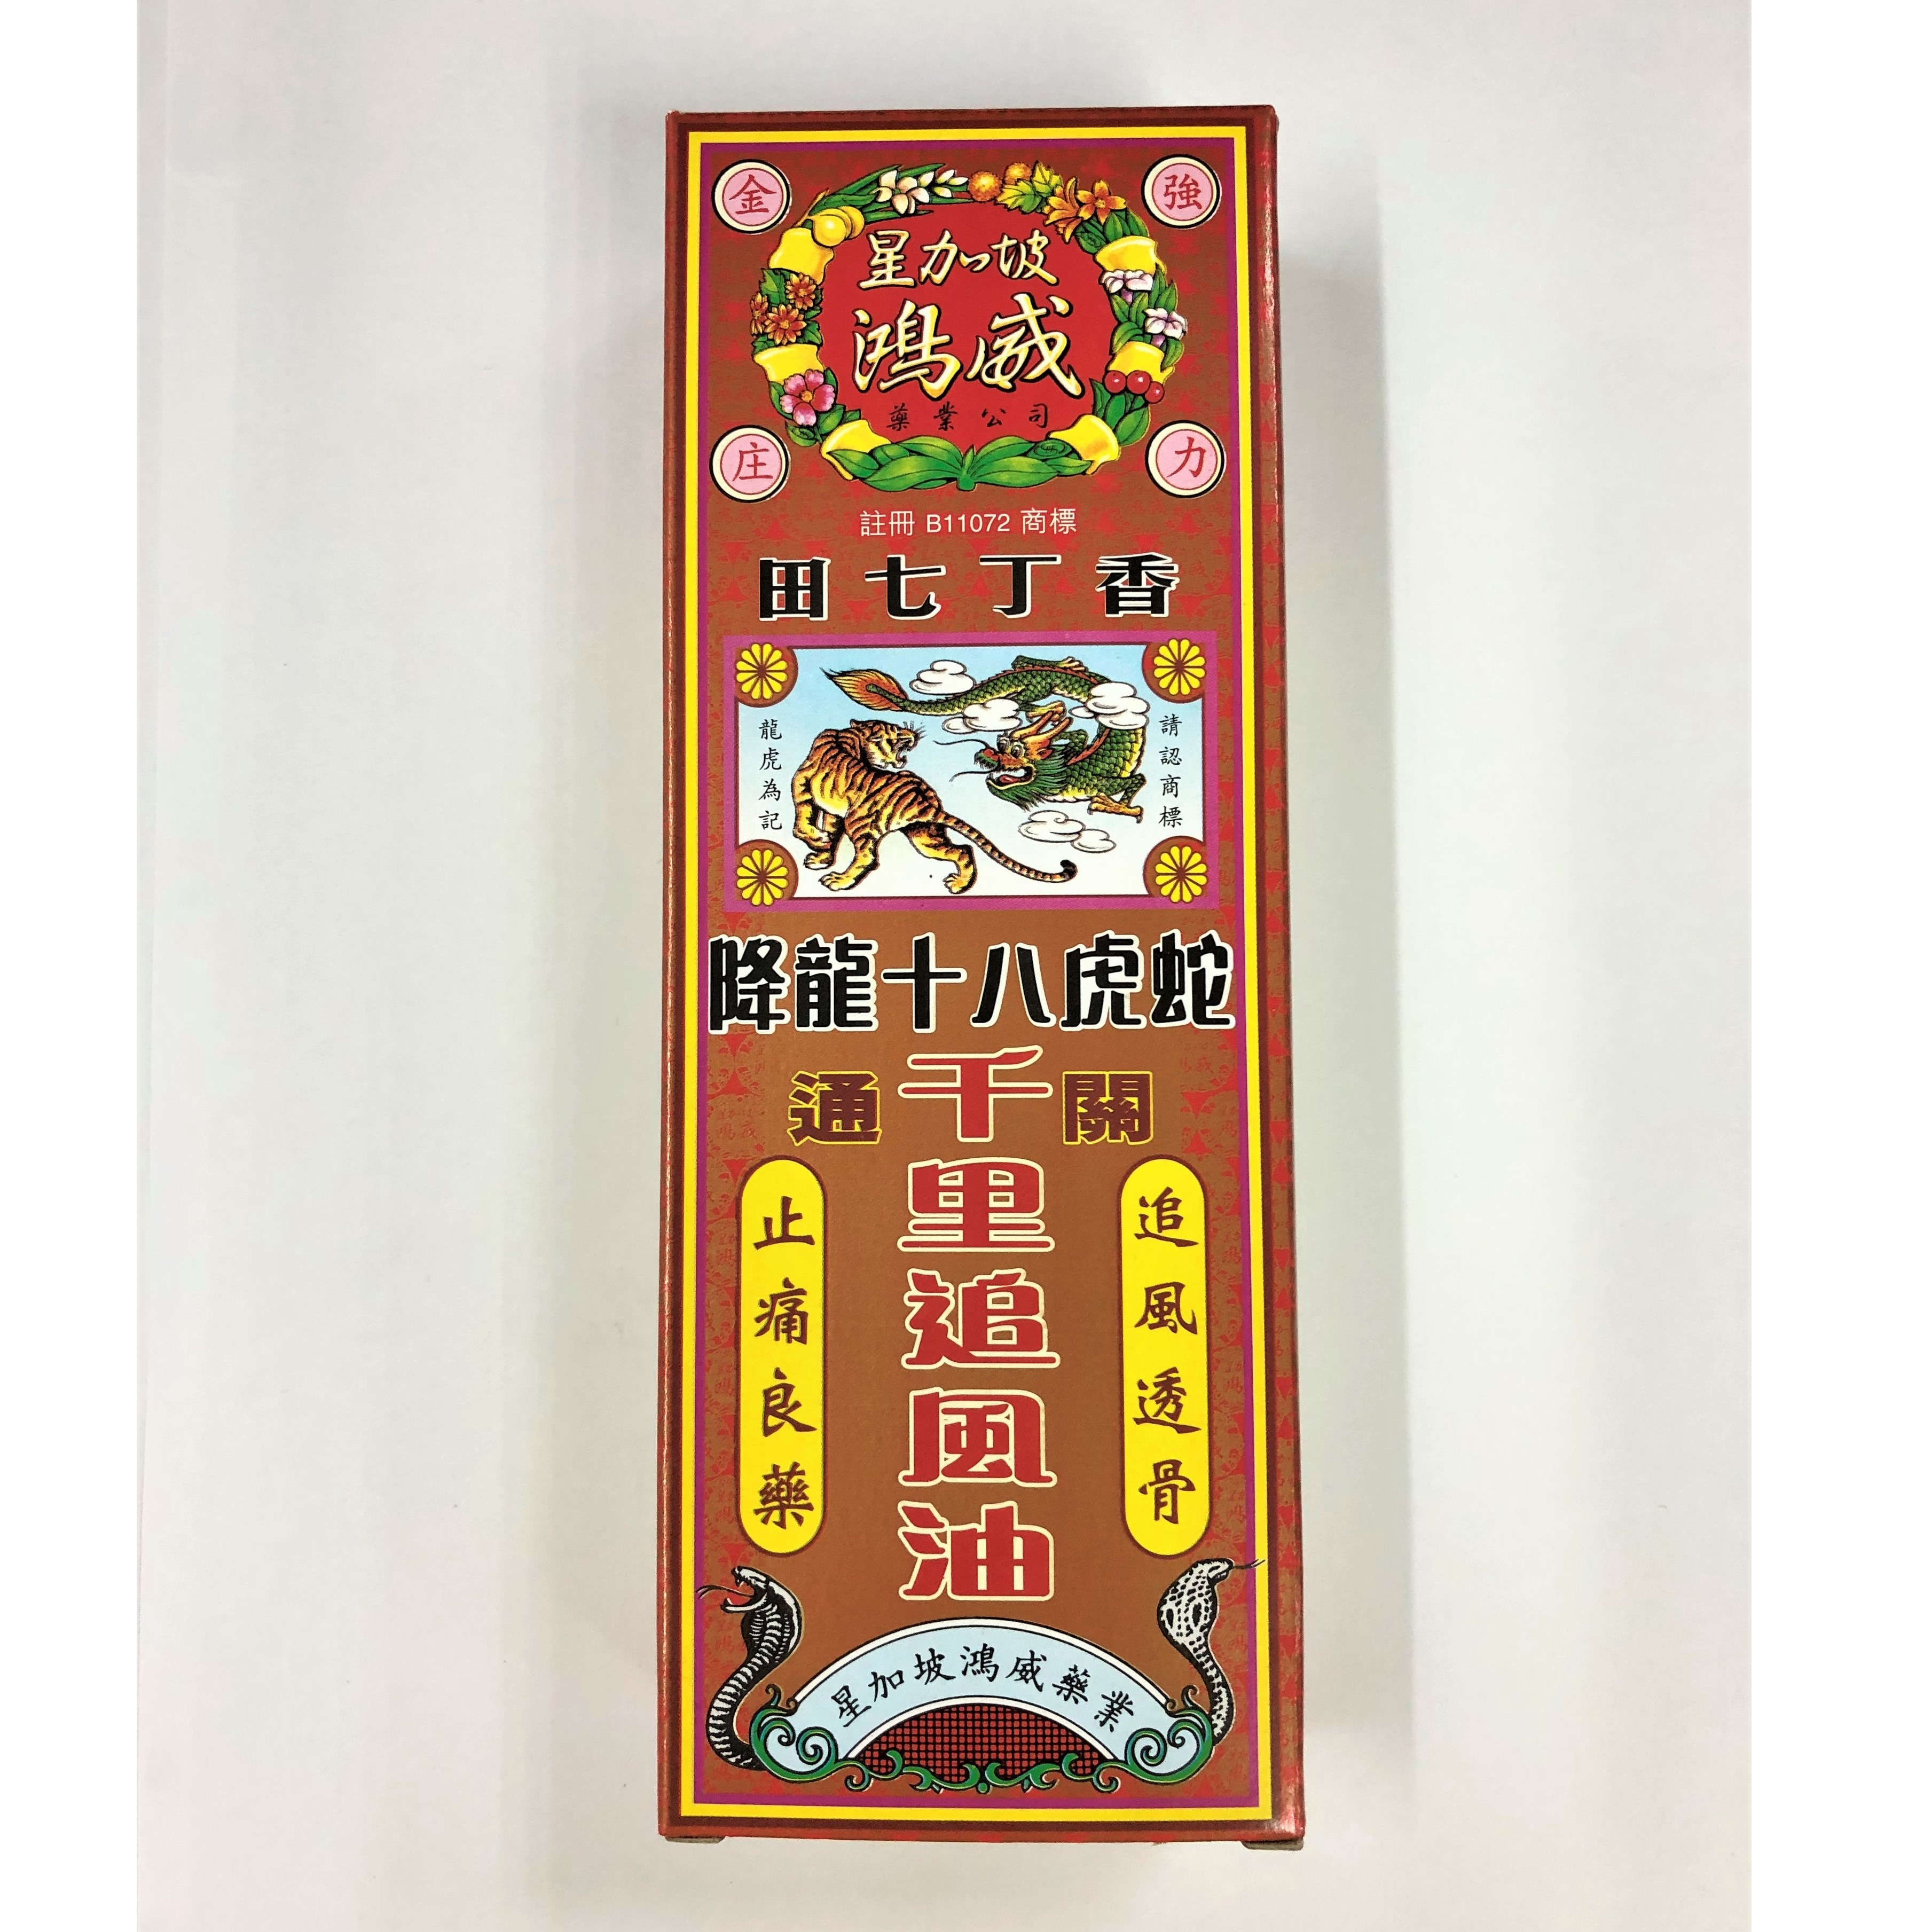 金
強
星加坡
鴻威
藥業公司
庄
力
註冊 B11072 商標
田七丁香
請認商標
龍虎為記
降龍十八虎蛇
通關
千里追風油
追風透骨
止痛良藥
星加坡鴻威藥業